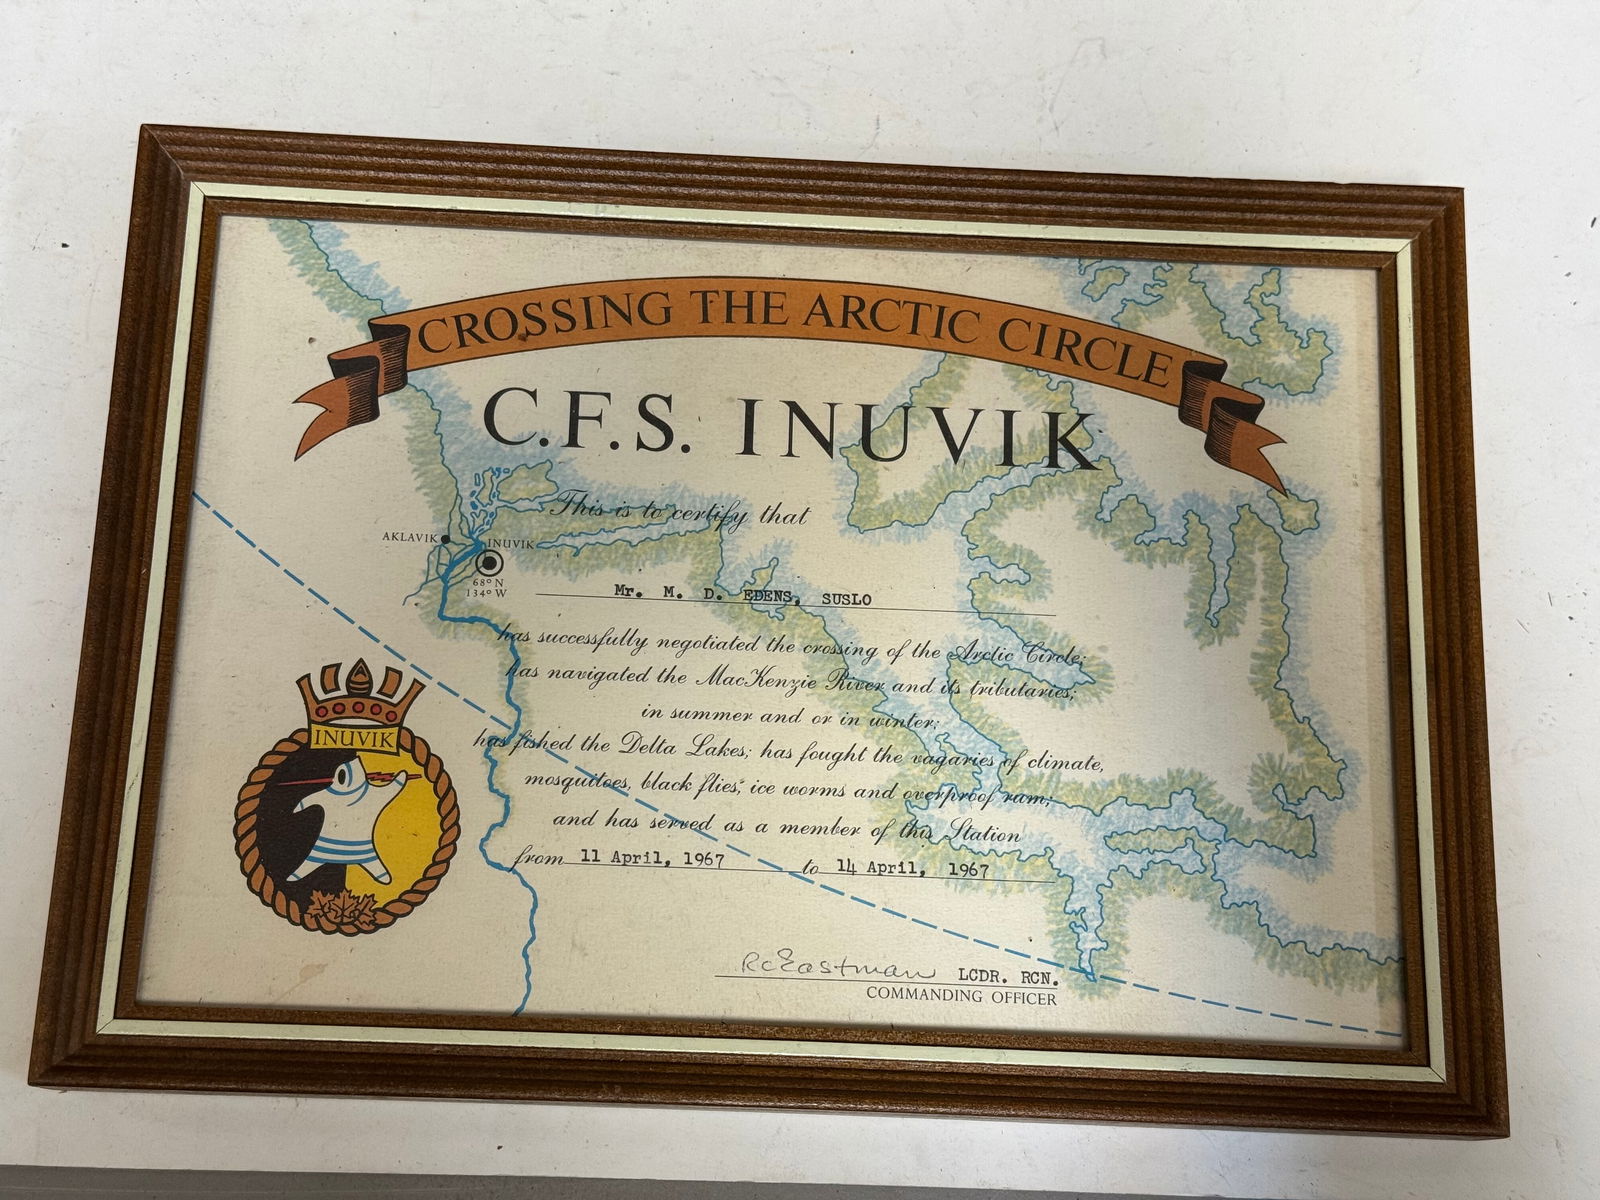 CROSSING THE ARCTIC CIRCLE
C.F.S. INUVIK
This is to certify that
AKLAVIK
INUVIK
68° N
134° W
Mr. M. D. EDENS, SUSLO
has successfully negotiated the crossing of the Arctic Circle;
has navigated the MacKenzie River and its tributaries;
in summer and or in winter;
has fished the Delta Lakes; has fought the vagaries of climate,
mosquitoes, black flies, ice worms and overproof rum;
and has served as a member of this Station
from 11 April, 1967 to 14 April, 1967
INUVIK
RCEastman LCDR. RCN.
COMMANDING OFFICER